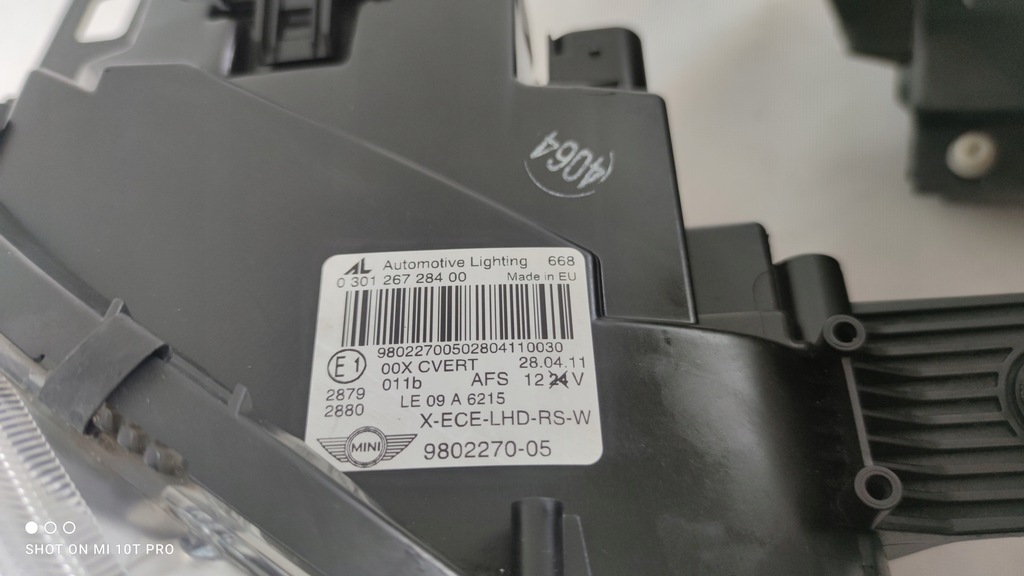 4064
AL Automotive Lighting 668
0 301 267 284 00 Made in EU
98022700502804110030
E1 00X CVERT 28.04.11
011b AFS 12 24 V
2879 LE 09 A 6215
2880 X-ECE-LHD-RS-W
MINI 9802270-05
SHOT ON MI 10T PRO